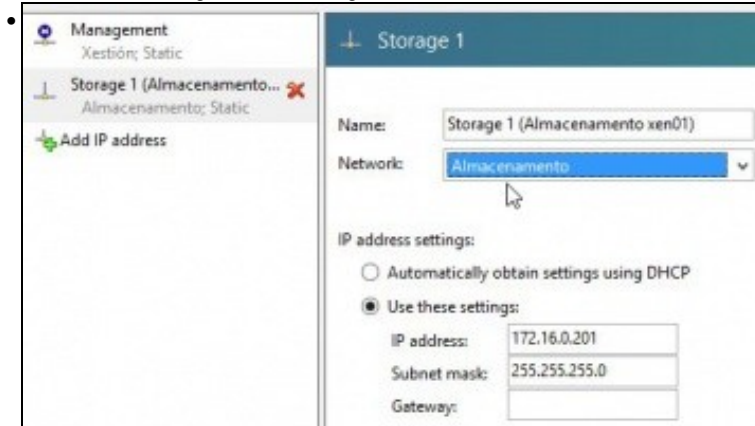 Management
Xestión; Static
Storage 1 (Almacenamento...
Almacenamento; Static
Add IP address
Storage 1
Name: Storage 1 (Almacenamento xen01)
Network: Almacenamento
IP address settings:
Automatically obtain settings using DHCP
Use these settings:
IP address: 172.16.0.201
Subnet mask: 255.255.255.0
Gateway: